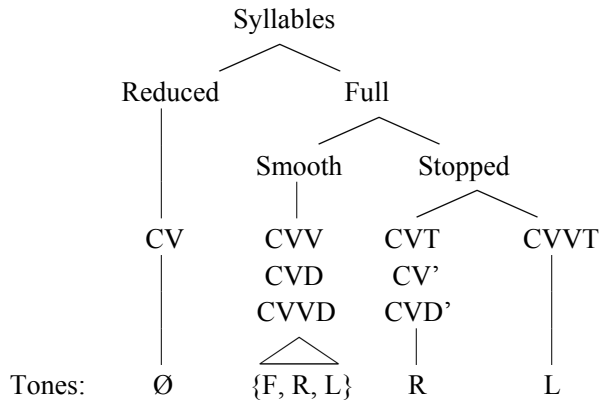 Syllables
Reduced Full
Smooth Stopped
CV CVV CVT CVVT
CVD CV’
CVVD CVD’
Tones: Ø {F, R, L} R L